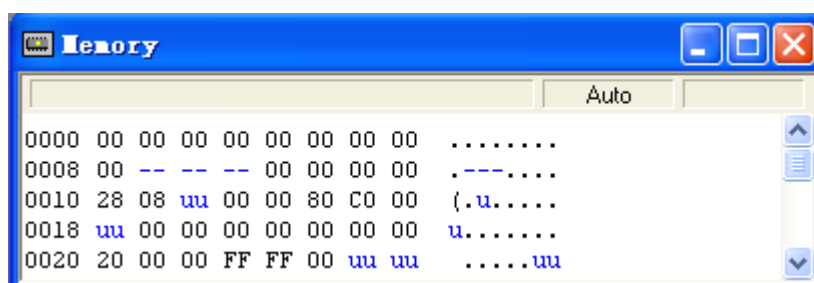 Memory
Auto
0000 00 00 00 00 00 00 00 00 ........
0008 00 -- -- -- 00 00 00 00 .---....
0010 28 08 uu 00 00 80 C0 00 (.u.....
0018 uu 00 00 00 00 00 00 00 u.......
0020 20 00 00 FF FF 00 uu uu  .....uu